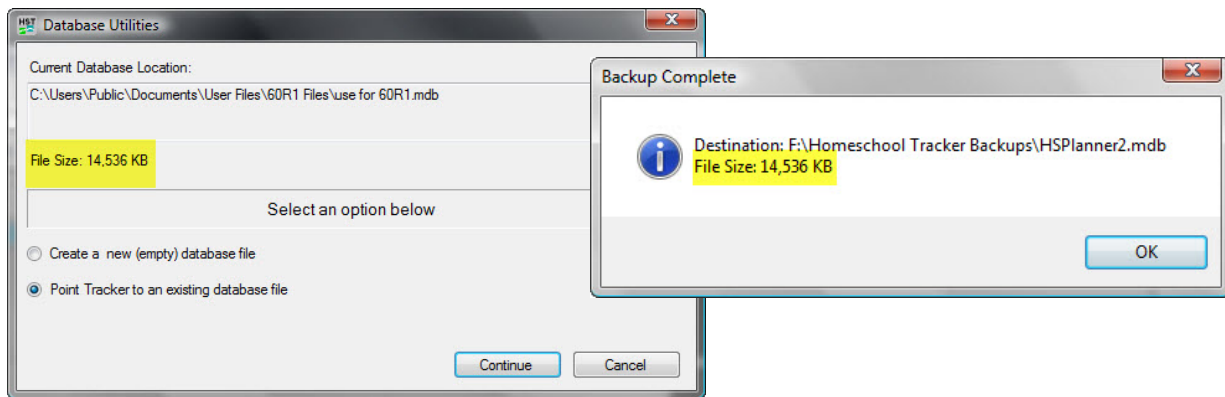 HST Database Utilities
Current Database Location:
C:\Users\Public\Documents\User Files\60R1 Files\use for 60R1.mdb
File Size: 14,536 KB
Select an option below
Create a new (empty) database file
Point Tracker to an existing database file
Continue Cancel
Backup Complete
Destination: F:\Homeschool Tracker Backups\HSPlanner2.mdb
File Size: 14,536 KB
OK